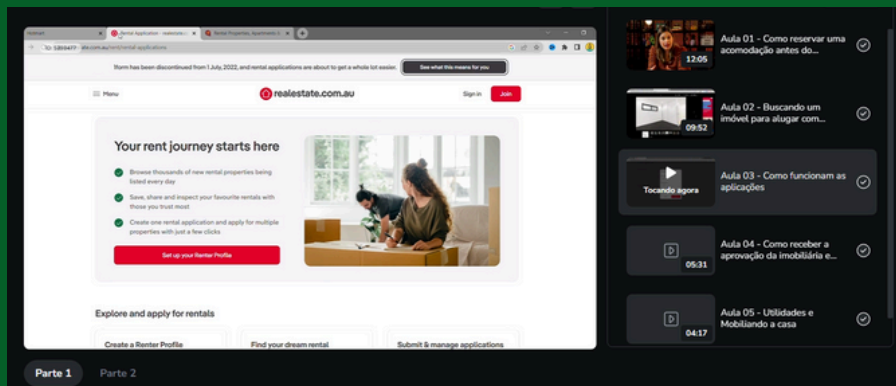 Hotmart
Rental Application - realestate.c
Rental Properties, Apartments &
ate.com.au/rent/rental-applications
1form has been discontinued from 1 July, 2022, and rental applications are about to get a whole lot easier.
See what this means for you
Menu
realestate.com.au
Sign in
Join
Your rent journey starts here
Browse thousands of new rental properties being
listed every day
Save, share and inspect your favourite rentals with
those you trust most
Create one rental application and apply for multiple
properties with just a few clicks
Set up your Renter Profile
Explore and apply for rentals
Create a Renter Profile
Find your dream rental
Submit & manage applications
Parte 1
Parte 2
12:05
Aula 01 - Como reservar uma
acomodação antes do...
09:52
Aula 02 - Buscando um
imóvel para alugar com...
Tocando agora
Aula 03 - Como funcionam as
aplicações
05:31
Aula 04 - Como receber a
aprovação da imobiliária e...
04:17
Aula 05 - Utilidades e
Mobiliando a casa